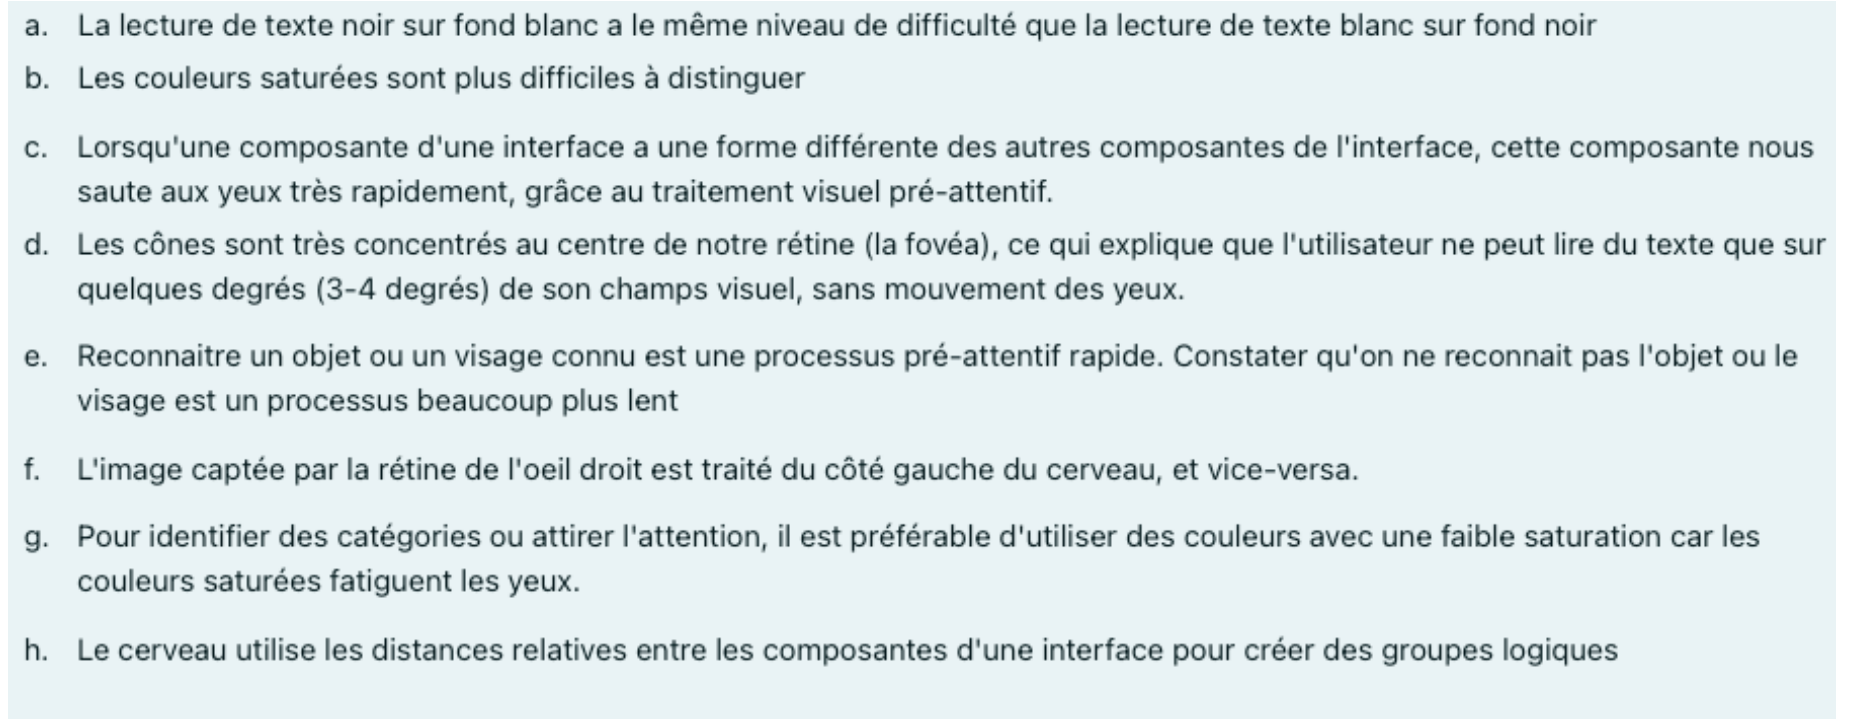 a. La lecture de texte noir sur fond blanc a le même niveau de difficulté que la lecture de texte blanc sur fond noir
b. Les couleurs saturées sont plus difficiles à distinguer
c. Lorsqu'une composante d'une interface a une forme différente des autres composantes de l'interface, cette composante nous
saute aux yeux très rapidement, grâce au traitement visuel pré-attentif.
d. Les cônes sont très concentrés au centre de notre rétine (la fovéa), ce qui explique que l'utilisateur ne peut lire du texte que sur
quelques degrés (3-4 degrés) de son champs visuel, sans mouvement des yeux.
e. Reconnaitre un objet ou un visage connu est une processus pré-attentif rapide. Constater qu'on ne reconnait pas l'objet ou le
visage est un processus beaucoup plus lent
f. L'image captée par la rétine de l'oeil droit est traité du côté gauche du cerveau, et vice-versa.
g. Pour identifier des catégories ou attirer l'attention, il est préférable d'utiliser des couleurs avec une faible saturation car les
couleurs saturées fatiguent les yeux.
h. Le cerveau utilise les distances relatives entre les composantes d'une interface pour créer des groupes logiques